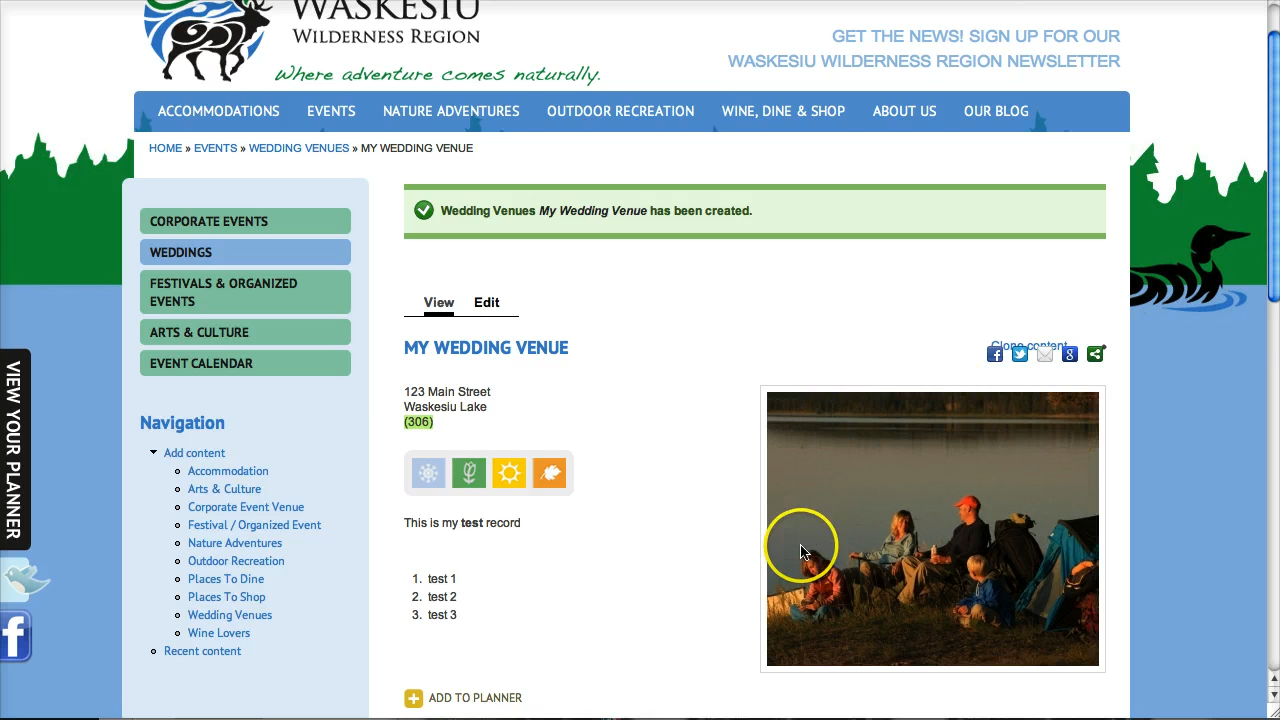 WASKESIU
WILDERNESS REGION
Where adventure comes naturally.
GET THE NEWS! SIGN UP FOR OUR
WASKESIU WILDERNESS REGION NEWSLETTER
ACCOMMODATIONS EVENTS NATURE ADVENTURES OUTDOOR RECREATION WINE, DINE & SHOP ABOUT US OUR BLOG
HOME » EVENTS » WEDDING VENUES » MY WEDDING VENUE
CORPORATE EVENTS
WEDDINGS
FESTIVALS & ORGANIZED
EVENTS
ARTS & CULTURE
EVENT CALENDAR
Navigation
Add content
Accommodation
Arts & Culture
Corporate Event Venue
Festival / Organized Event
Nature Adventures
Outdoor Recreation
Places To Dine
Places To Shop
Wedding Venues
Wine Lovers
Recent content
VIEW YOUR PLANNER
Wedding Venues My Wedding Venue has been created.
View Edit
MY WEDDING VENUE
Clone content
123 Main Street
Waskesiu Lake
(306)
This is my test record
1. test 1
2. test 2
3. test 3
ADD TO PLANNER